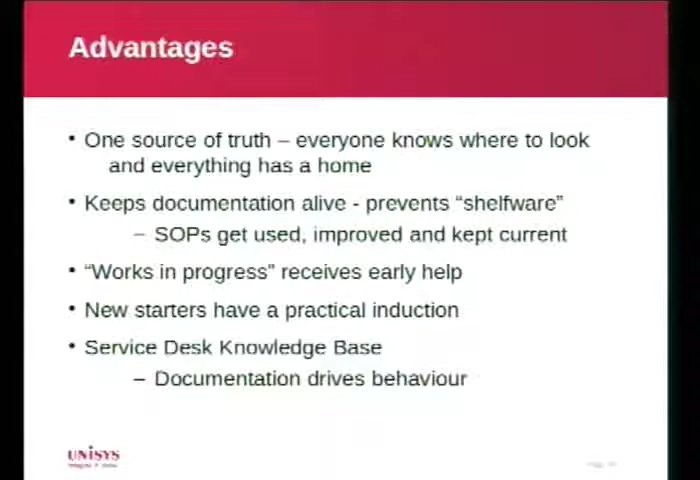 Advantages
• One source of truth – everyone knows where to look
and everything has a home
• Keeps documentation alive - prevents “shelfware”
– SOPs get used, improved and kept current
• “Works in progress” receives early help
• New starters have a practical induction
• Service Desk Knowledge Base
– Documentation drives behaviour
UNISYS